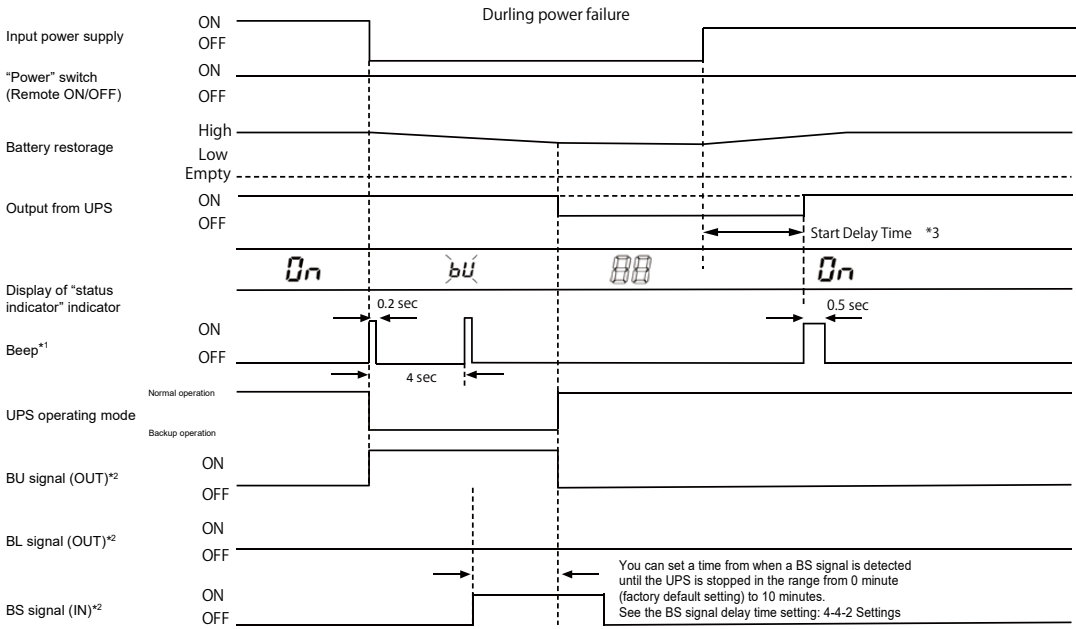 Durling power failure
Input power supply
ON
OFF
“Power” switch
(Remote ON/OFF)
ON
OFF
Battery restorage
High
Low
Empty
Output from UPS
ON
OFF
Start Delay Time *3
Display of “status
indicator” indicator
On
bU
88
On
0.2 sec
0.5 sec
Beep*1
ON
OFF
4 sec
UPS operating mode
Normal operation
Backup operation
BU signal (OUT)*2
ON
OFF
BL signal (OUT)*2
ON
OFF
You can set a time from when a BS signal is detected
until the UPS is stopped in the range from 0 minute
(factory default setting) to 10 minutes.
See the BS signal delay time setting: 4-4-2 Settings
BS signal (IN)*2
ON
OFF